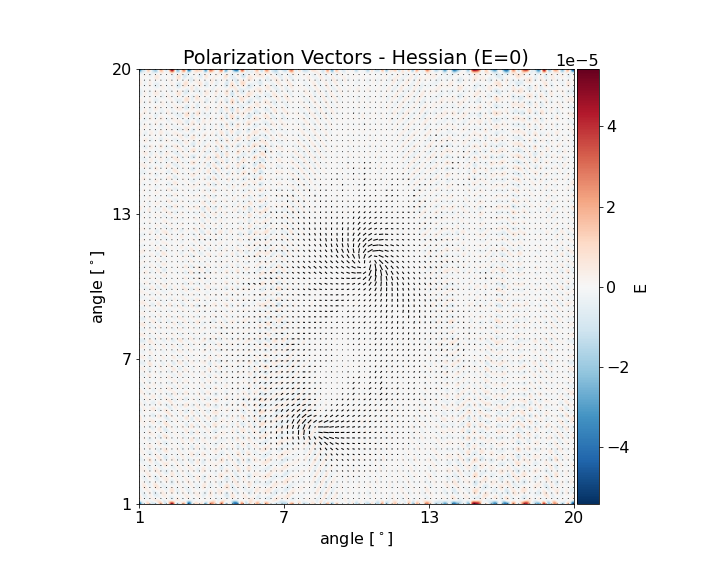 Polarization Vectors - Hessian (E=0)
1e−5
20
13
7
1
1
7
13
20
angle [°]
angle [°]
4
2
0
−2
−4
E